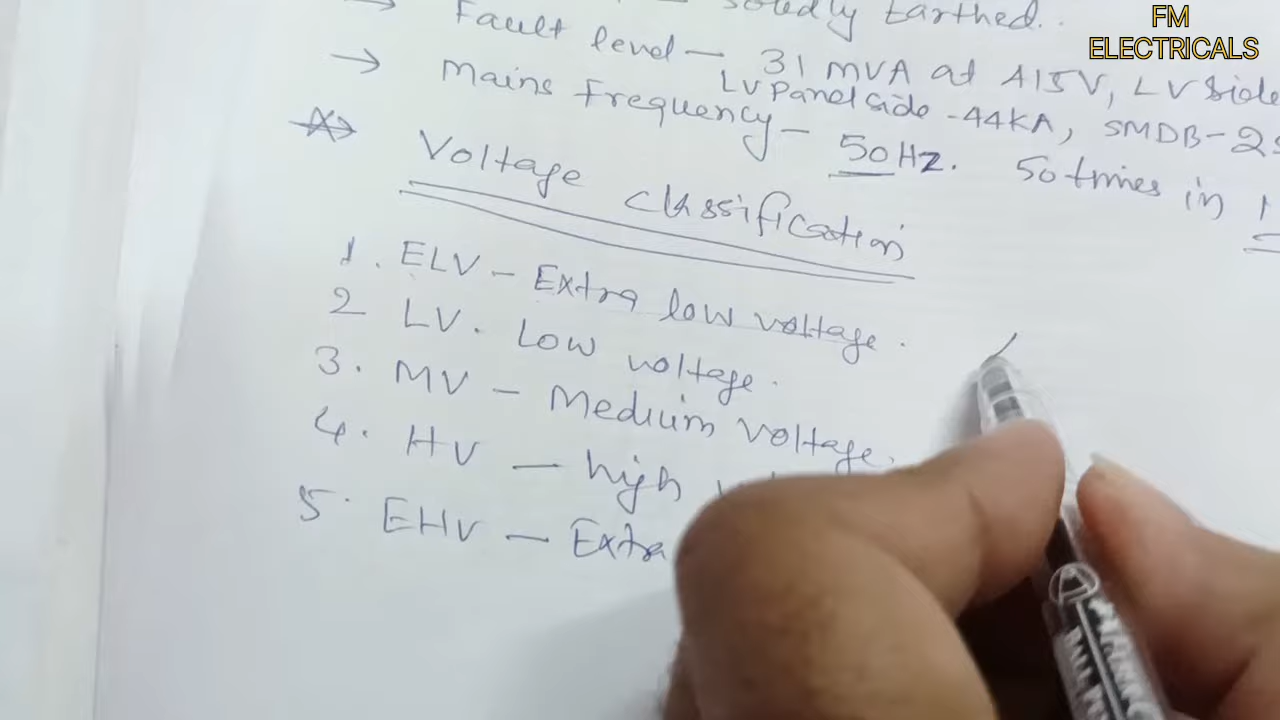 FM
ELECTRICALS
solidly Earthed.
Fault level — 31 MVA at 415V, LV Side
LV Panel side - 44KA, SMDB-2
→ Mains Frequency — 50Hz. 50 times in 1
Voltage classification
1. ELV - Extra low voltage.
2 LV. Low voltage.
3. MV - Medium Voltage.
4. HV — high
5. EHV — Extra